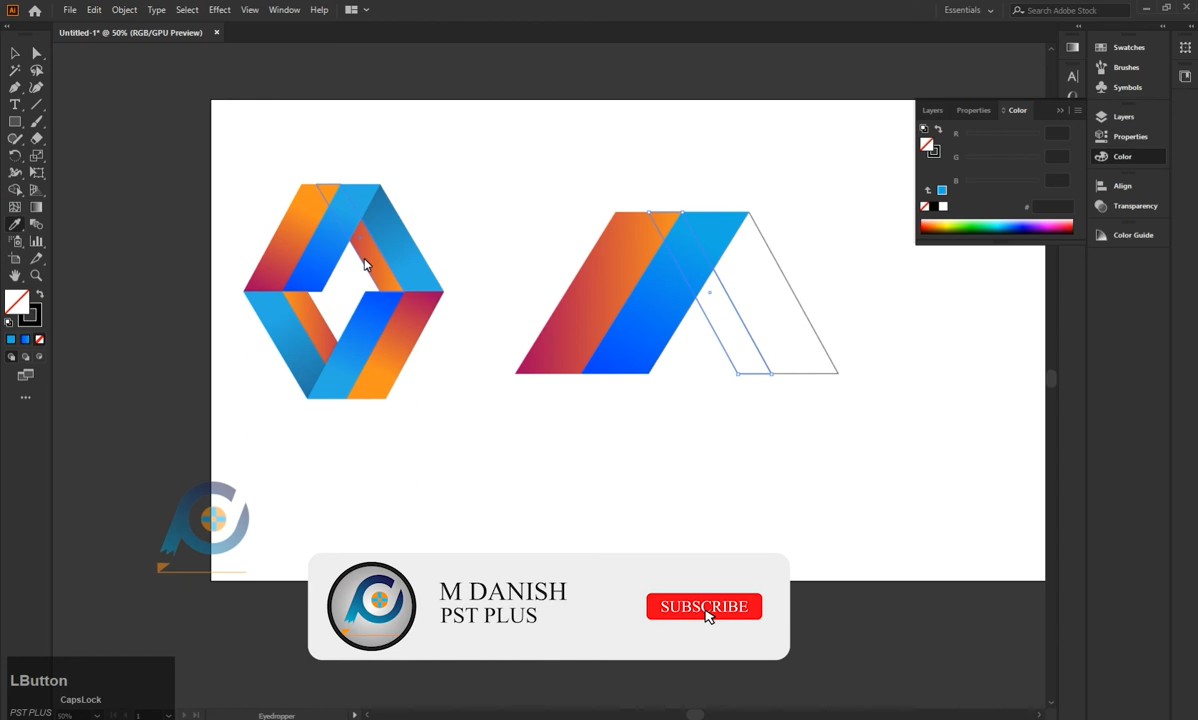 Ai File Edit Object Type Select Effect View Window Help Essentials Search Adobe Stock
Untitled-1* @ 50% (RGB/GPU Preview)
Swatches
Brushes
Symbols
Layers
Properties
Color
Align
Transparency
Color Guide
Layers Properties Color
R
G
B
#
M DANISH
PST PLUS
SUBSCRIBE
LButton
CapsLock
PST PLUS
50% 1 Eyedropper